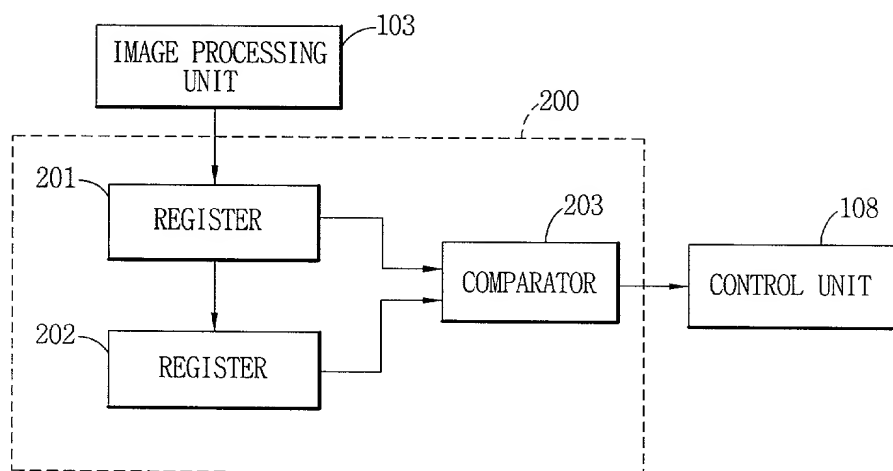 IMAGE PROCESSING
UNIT
103
200
201
REGISTER
203
COMPARATOR
108
CONTROL UNIT
202
REGISTER